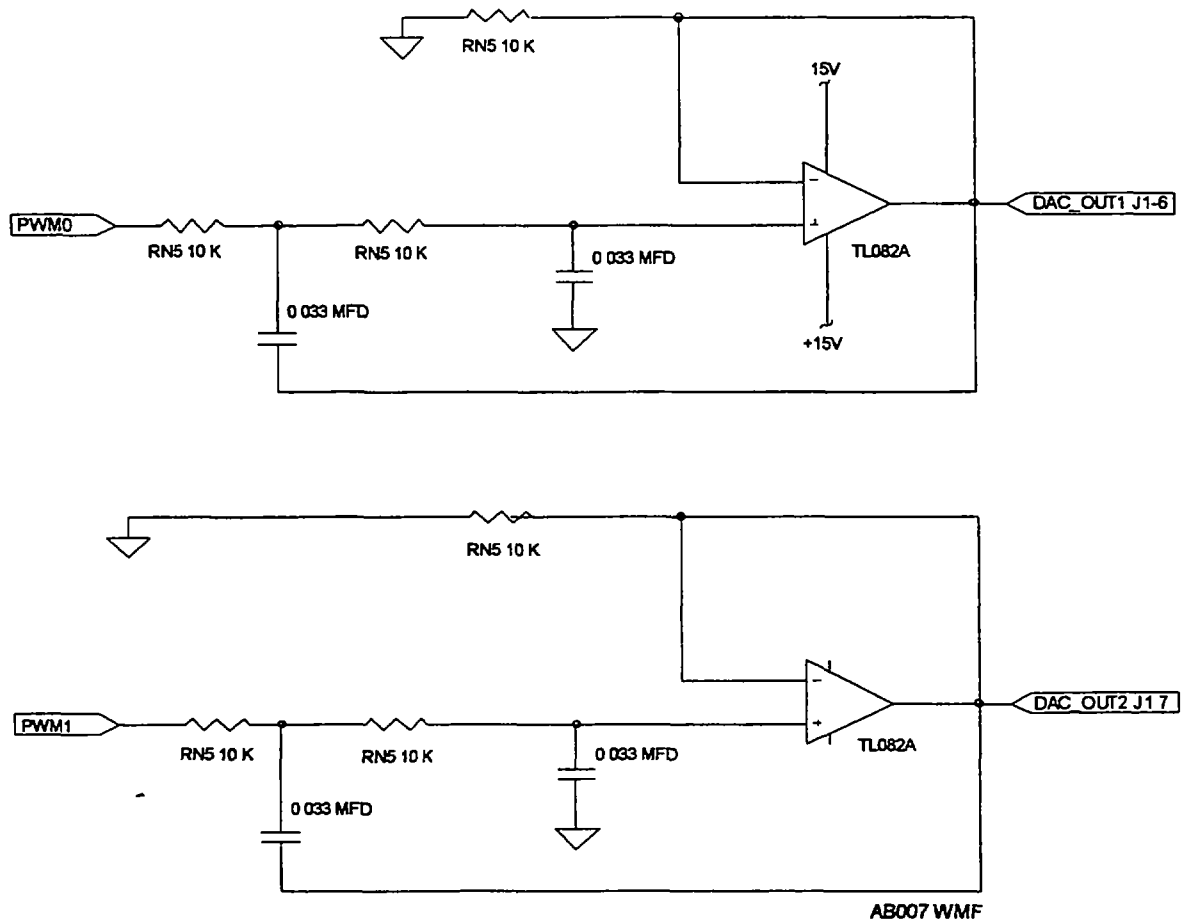 RN5 10 K
15V
PWM0
RN5 10 K
RN5 10 K
0 033 MFD
0 033 MFD
TL082A
DAC_OUT1 J1-6
+15V
RN5 10 K
PWM1
RN5 10 K
RN5 10 K
0 033 MFD
0 033 MFD
TL082A
DAC_OUT2 J1 7
AB007 WMF